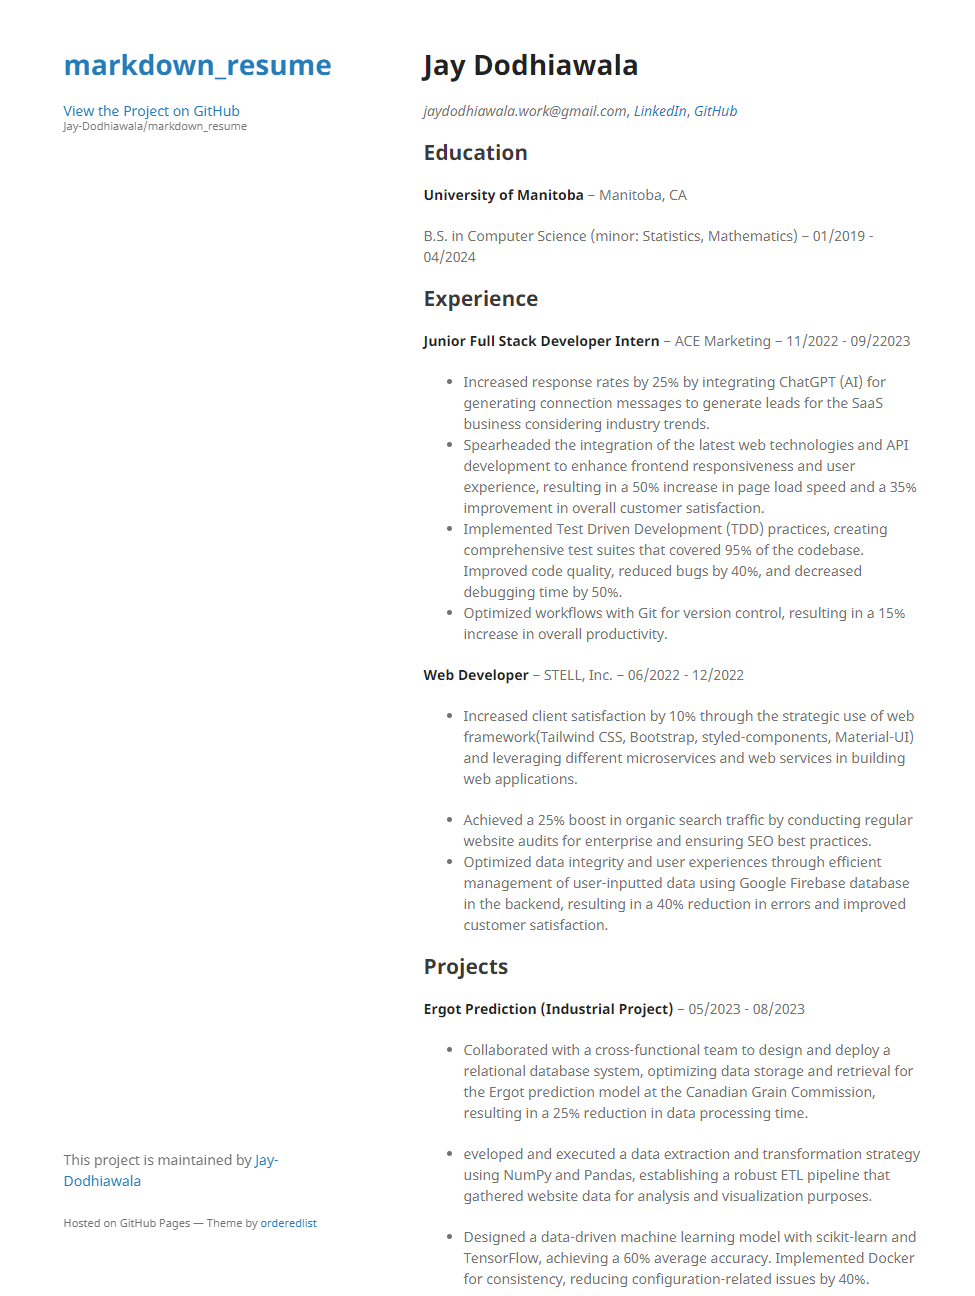 markdown_resume
View the Project on GitHub
Jay-Dodhiawala/markdown_resume
This project is maintained by Jay-
Dodhiawala
Hosted on GitHub Pages — Theme by orderedlist
Jay Dodhiawala
jaydodhiawala.work@gmail.com, LinkedIn, GitHub
Education
University of Manitoba – Manitoba, CA
B.S. in Computer Science (minor: Statistics, Mathematics) – 01/2019 -
04/2024
Experience
Junior Full Stack Developer Intern – ACE Marketing – 11/2022 - 09/22023
• Increased response rates by 25% by integrating ChatGPT (AI) for
generating connection messages to generate leads for the SaaS
business considering industry trends.
• Spearheaded the integration of the latest web technologies and API
development to enhance frontend responsiveness and user
experience, resulting in a 50% increase in page load speed and a 35%
improvement in overall customer satisfaction.
• Implemented Test Driven Development (TDD) practices, creating
comprehensive test suites that covered 95% of the codebase.
Improved code quality, reduced bugs by 40%, and decreased
debugging time by 50%.
• Optimized workflows with Git for version control, resulting in a 15%
increase in overall productivity.
Web Developer – STELL, Inc. – 06/2022 - 12/2022
• Increased client satisfaction by 10% through the strategic use of web
framework(Tailwind CSS, Bootstrap, styled-components, Material-UI)
and leveraging different microservices and web services in building
web applications.
• Achieved a 25% boost in organic search traffic by conducting regular
website audits for enterprise and ensuring SEO best practices.
• Optimized data integrity and user experiences through efficient
management of user-inputted data using Google Firebase database
in the backend, resulting in a 40% reduction in errors and improved
customer satisfaction.
Projects
Ergot Prediction (Industrial Project) – 05/2023 - 08/2023
• Collaborated with a cross-functional team to design and deploy a
relational database system, optimizing data storage and retrieval for
the Ergot prediction model at the Canadian Grain Commission,
resulting in a 25% reduction in data processing time.
• eveloped and executed a data extraction and transformation strategy
using NumPy and Pandas, establishing a robust ETL pipeline that
gathered website data for analysis and visualization purposes.
• Designed a data-driven machine learning model with scikit-learn and
TensorFlow, achieving a 60% average accuracy. Implemented Docker
for consistency, reducing configuration-related issues by 40%.